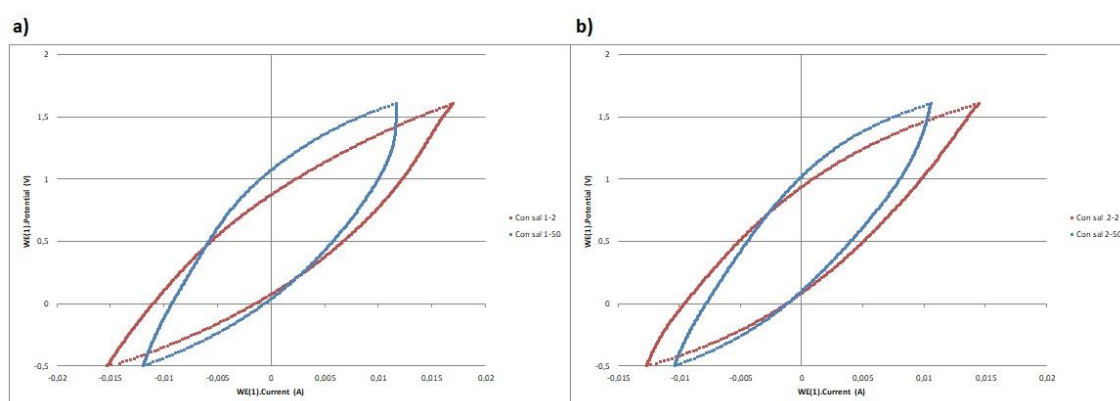 a)
2
1,5
1
0,5
0
-0,5
-0,02
-0,015
-0,01
-0,005
0
0,005
0,01
0,015
0,02
WE(1).Potential (V)
WE(1).Current (A)
Con sal 1-2
Con sal 1-50
b)
2
1,5
1
0,5
0
-0,5
-0,015
-0,01
-0,005
0
0,005
0,01
0,015
0,02
WE(1).Potential (V)
WE(1).Current (A)
Con sal 2-2
Con sal 2-50